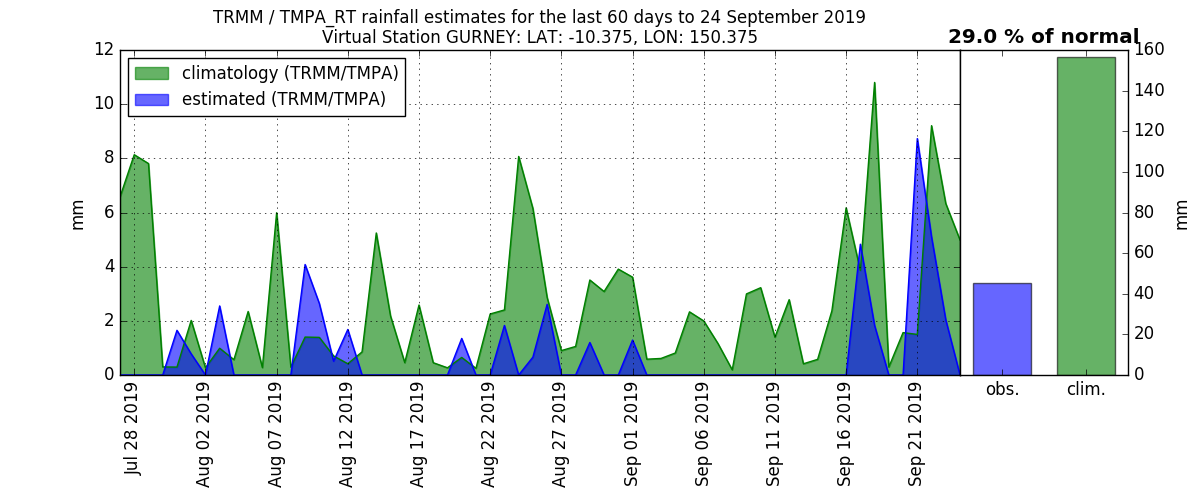 TRMM / TMPA_RT rainfall estimates for the last 60 days to 24 September 2019
Virtual Station GURNEY: LAT: -10.375, LON: 150.375
29.0 % of normal
climatology (TRMM/TMPA)
estimated (TRMM/TMPA)
12
10
8
6
4
2
0
mm
160
140
120
100
80
60
40
20
0
mm
obs.
clim.
Jul 28 2019
Aug 02 2019
Aug 07 2019
Aug 12 2019
Aug 17 2019
Aug 22 2019
Aug 27 2019
Sep 01 2019
Sep 06 2019
Sep 11 2019
Sep 16 2019
Sep 21 2019